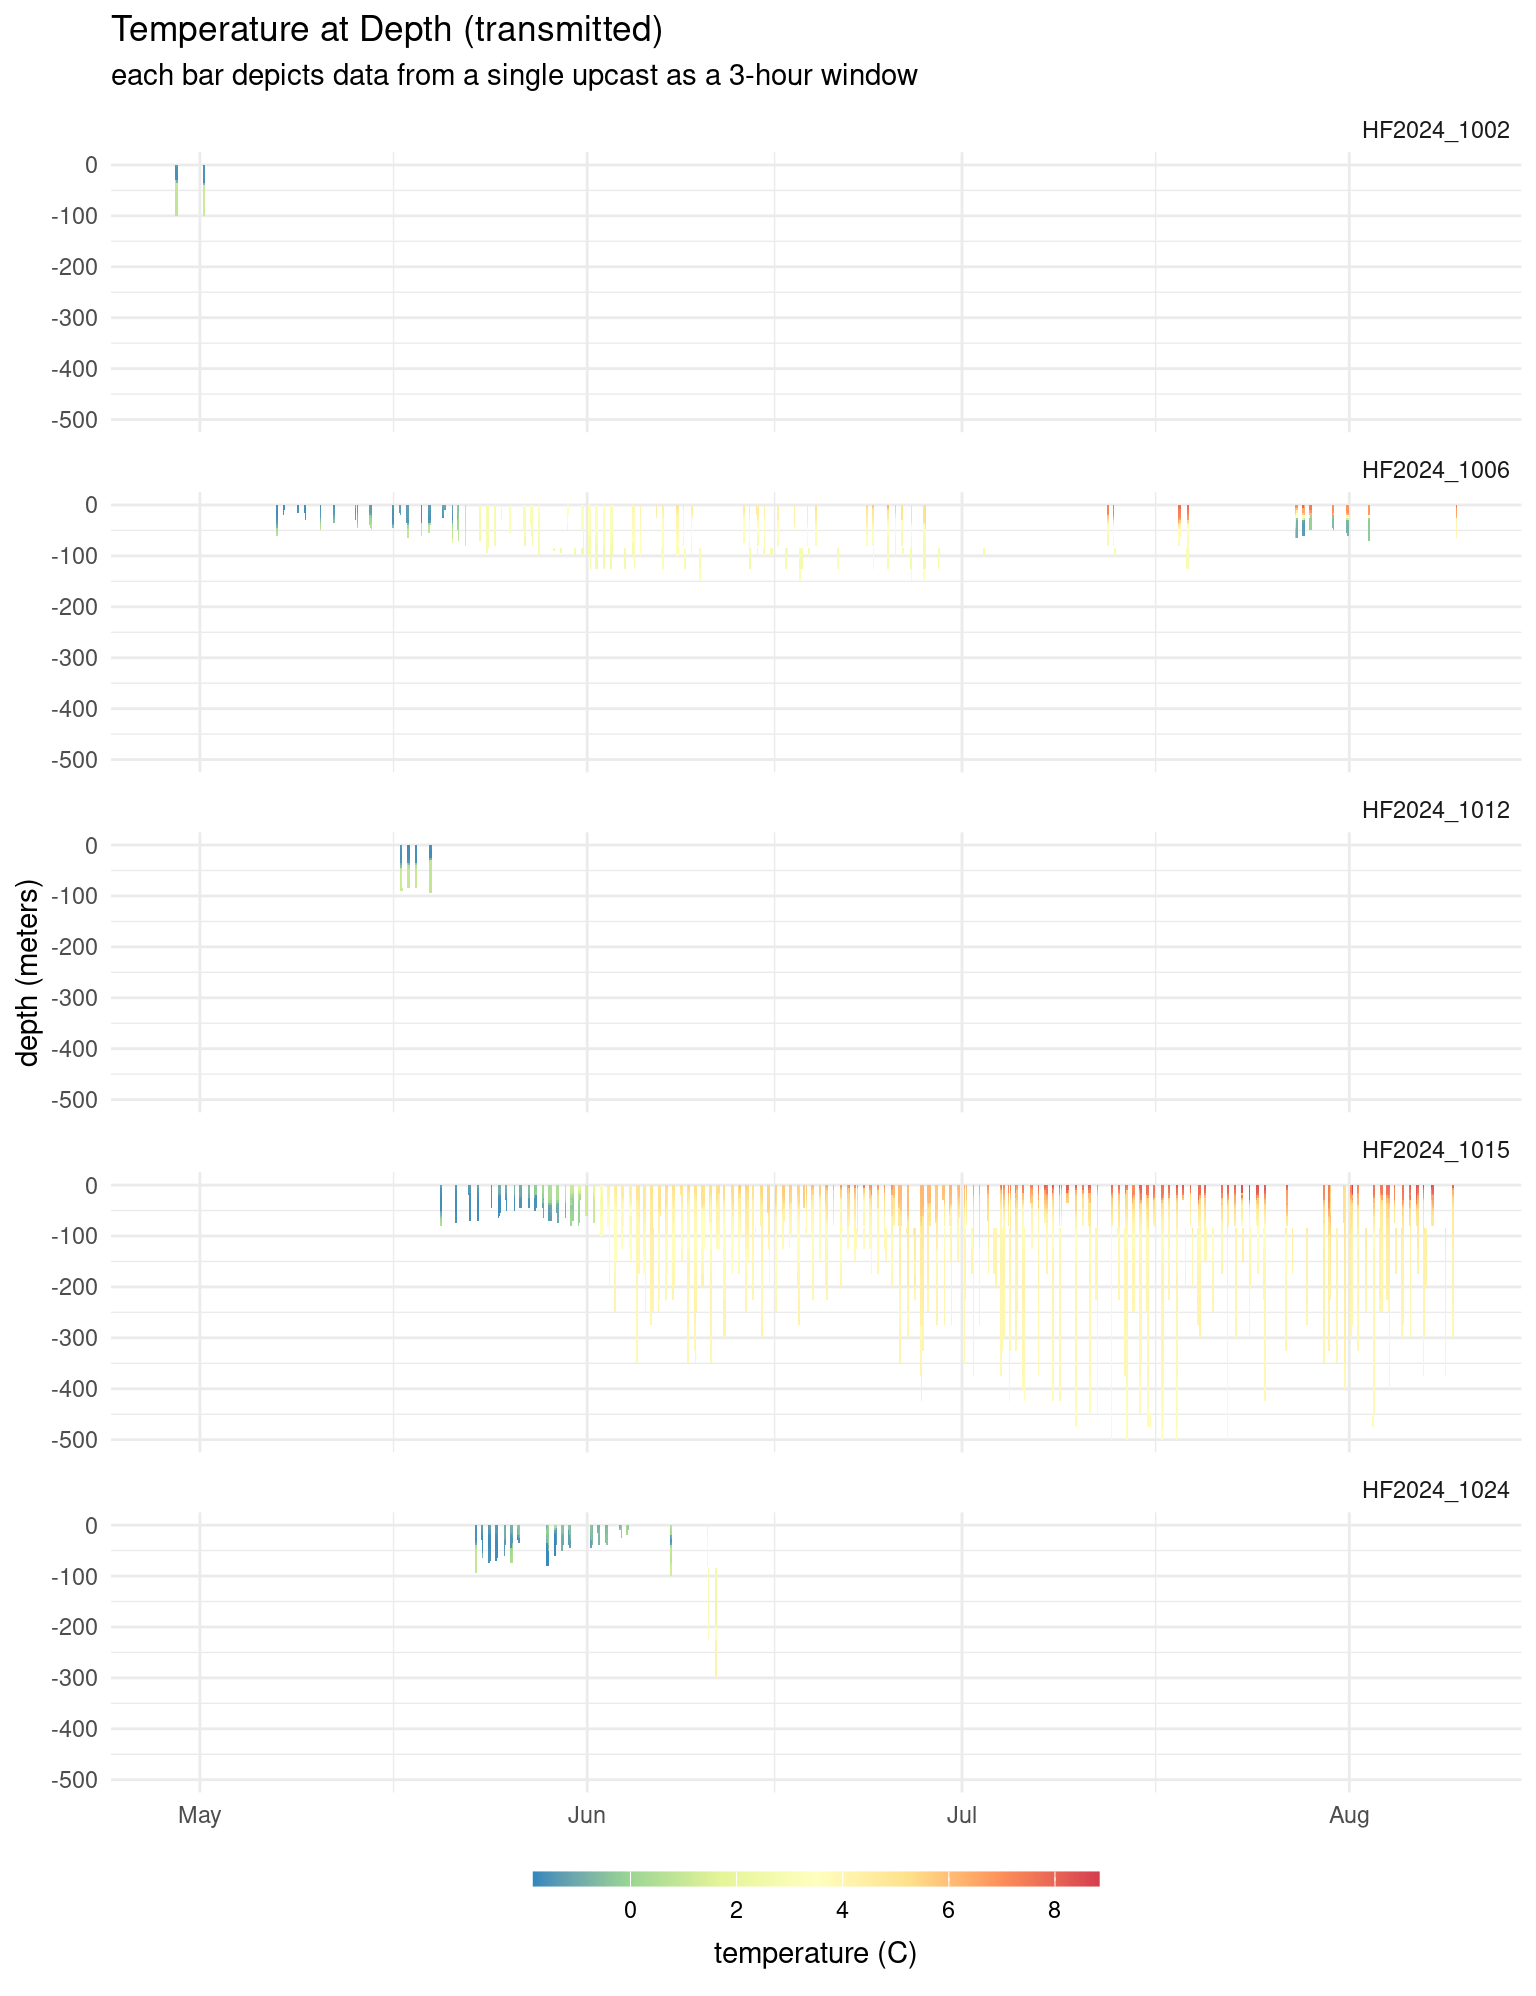 Temperature at Depth (transmitted)
each bar depicts data from a single upcast as a 3-hour window
HF2024_1002
0
-100
-200
-300
-400
-500
HF2024_1006
0
-100
-200
-300
-400
-500
HF2024_1012
0
-100
-200
-300
-400
-500
depth (meters)
HF2024_1015
0
-100
-200
-300
-400
-500
HF2024_1024
0
-100
-200
-300
-400
-500
May Jun Jul Aug
0 2 4 6 8
temperature (C)